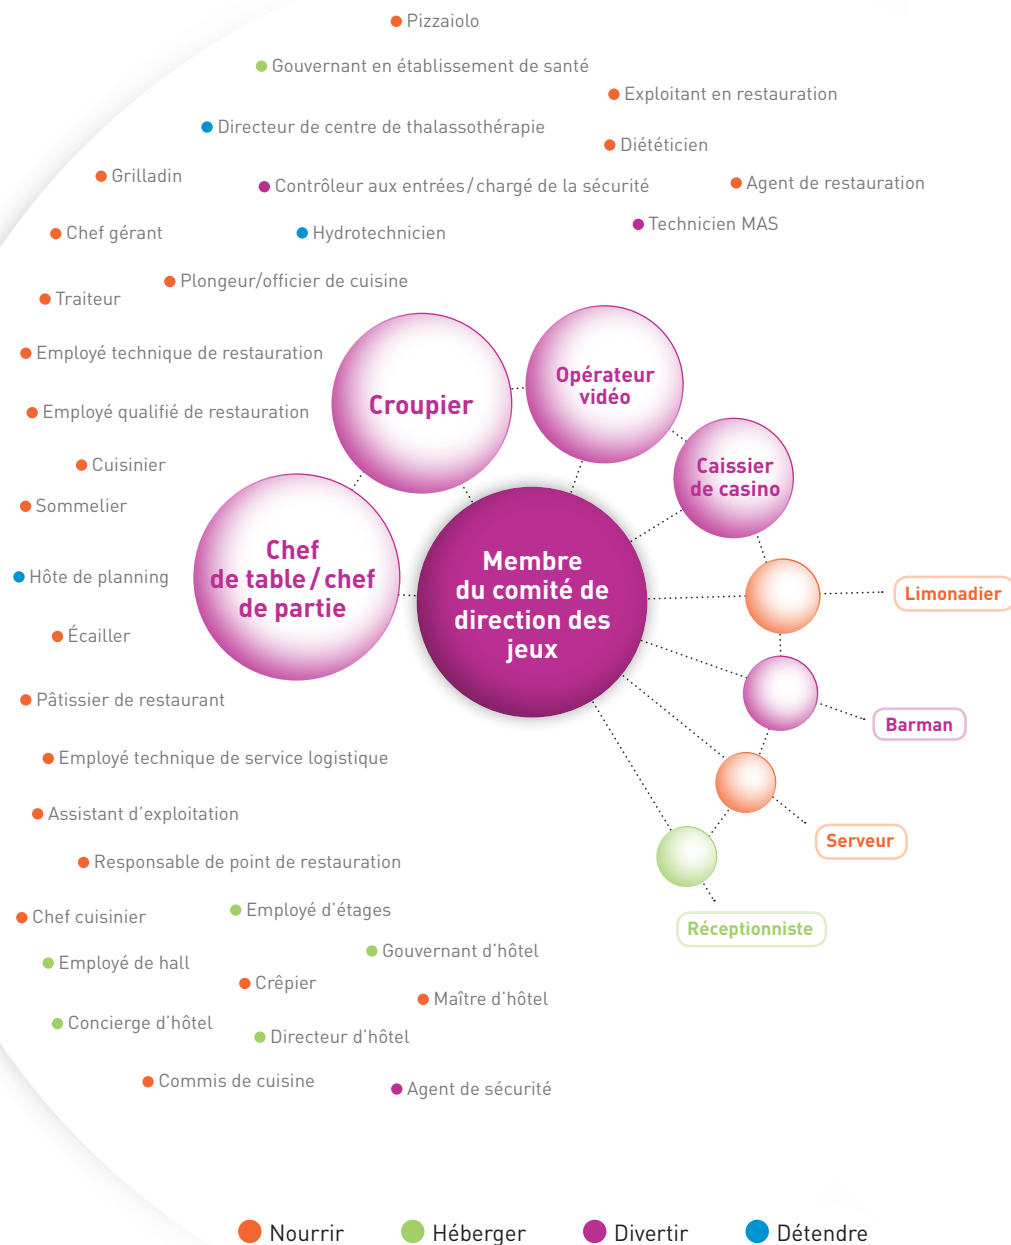 Pizzaiolo
Gouvernant en établissement de santé
Exploitant en restauration
Directeur de centre de thalassothérapie
Diététicien
Grilladin
Contrôleur aux entrées/chargé de la sécurité
Agent de restauration
Technicien MAS
Chef gérant
Hydrotechnicien
Plongeur/officier de cuisine
Traiteur
Employé technique de restauration
Employé qualifié de restauration
Cuisinier
Sommelier
Hôte de planning
Écailler
Pâtissier de restaurant
Employé technique de service logistique
Assistant d'exploitation
Responsable de point de restauration
Chef cuisinier
Employé d'étages
Gouvernant d'hôtel
Employé de hall
Crêpier
Maître d'hôtel
Concierge d'hôtel
Directeur d'hôtel
Commis de cuisine
Agent de sécurité
Croupier
Opérateur
vidéo
Caissier
de casino
Chef
de table/chef
de partie
Membre
du comité de
direction des
jeux
Limonadier
Barman
Serveur
Réceptionniste
Nourrir
Héberger
Divertir
Détendre